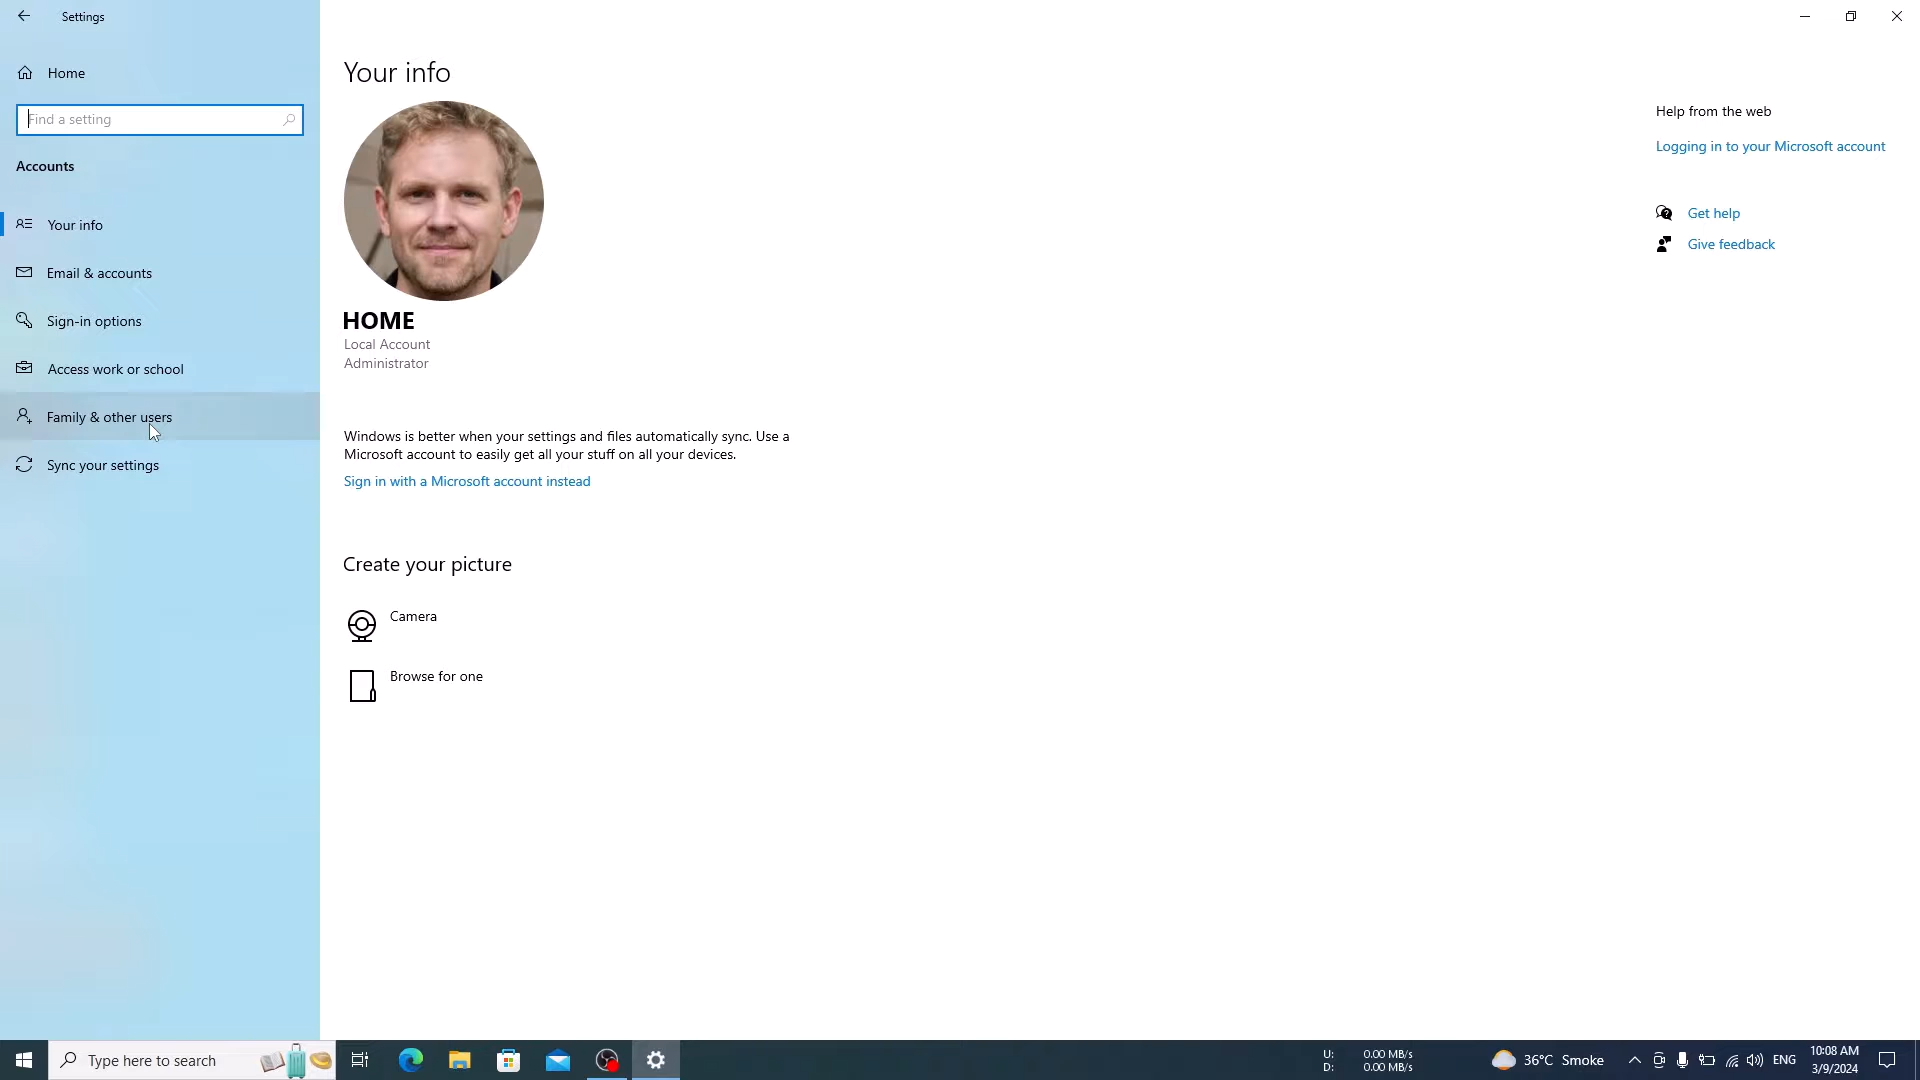 Settings
Home
Find a setting
Accounts
Your info
Email & accounts
Sign-in options
Access work or school
Family & other users
Sync your settings
Your info
HOME
Local Account
Administrator
Windows is better when your settings and files automatically sync. Use a
Microsoft account to easily get all your stuff on all your devices.
Sign in with a Microsoft account instead
Create your picture
Camera
Browse for one
Help from the web
Logging in to your Microsoft account
Get help
Give feedback
Type here to search
U: 0.00 MB/s
D: 0.00 MB/s
36°C Smoke
ENG
10:08 AM
3/9/2024